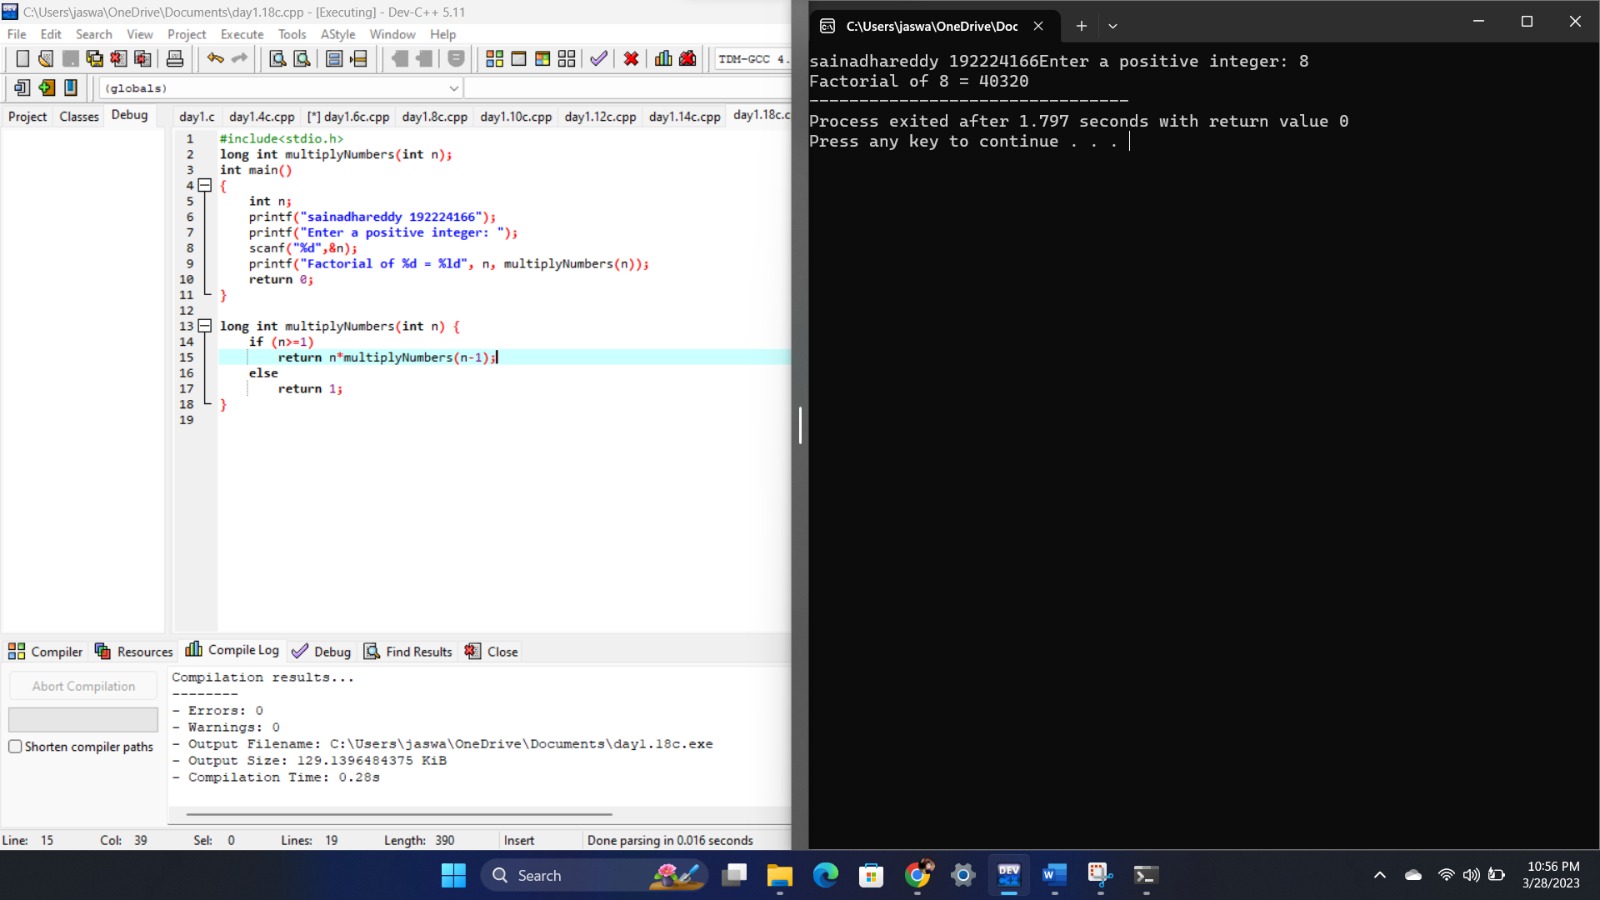 C:\Users\jaswa\OneDrive\Documents\day1.18c.cpp - [Executing] - Dev-C++ 5.11
File Edit Search View Project Execute Tools AStyle Window Help
TDM-GCC 4.
(globals)
Project Classes Debug
day1.c day1.4c.cpp [*] day1.6c.cpp day1.8c.cpp day1.10c.cpp day1.12c.cpp day1.14c.cpp day1.18c.c
1 #include<stdio.h>
2 long int multiplyNumbers(int n);
3 int main()
4 {
5 int n;
6 printf("sainadhareddy 192224166");
7 printf("Enter a positive integer: ");
8 scanf("%d",&n);
9 printf("Factorial of %d = %ld", n, multiplyNumbers(n));
10 return 0;
11 }
12
13 long int multiplyNumbers(int n) {
14 if (n>=1)
15 return n*multiplyNumbers(n-1);
16 else
17 return 1;
18 }
19
Compiler Resources Compile Log Debug Find Results Close
Abort Compilation
Shorten compiler paths
Compilation results...
--------
- Errors: 0
- Warnings: 0
- Output Filename: C:\Users\jaswa\OneDrive\Documents\day1.18c.exe
- Output Size: 129.1396484375 KiB
- Compilation Time: 0.28s
Line: 15 Col: 39 Sel: 0 Lines: 19 Length: 390 Insert Done parsing in 0.016 seconds
C:\Users\jaswa\OneDrive\Doc
sainadhareddy 192224166Enter a positive integer: 8
Factorial of 8 = 40320
--------------------------------
Process exited after 1.797 seconds with return value 0
Press any key to continue . . .
Search
DEV
W
10:56 PM
3/28/2023